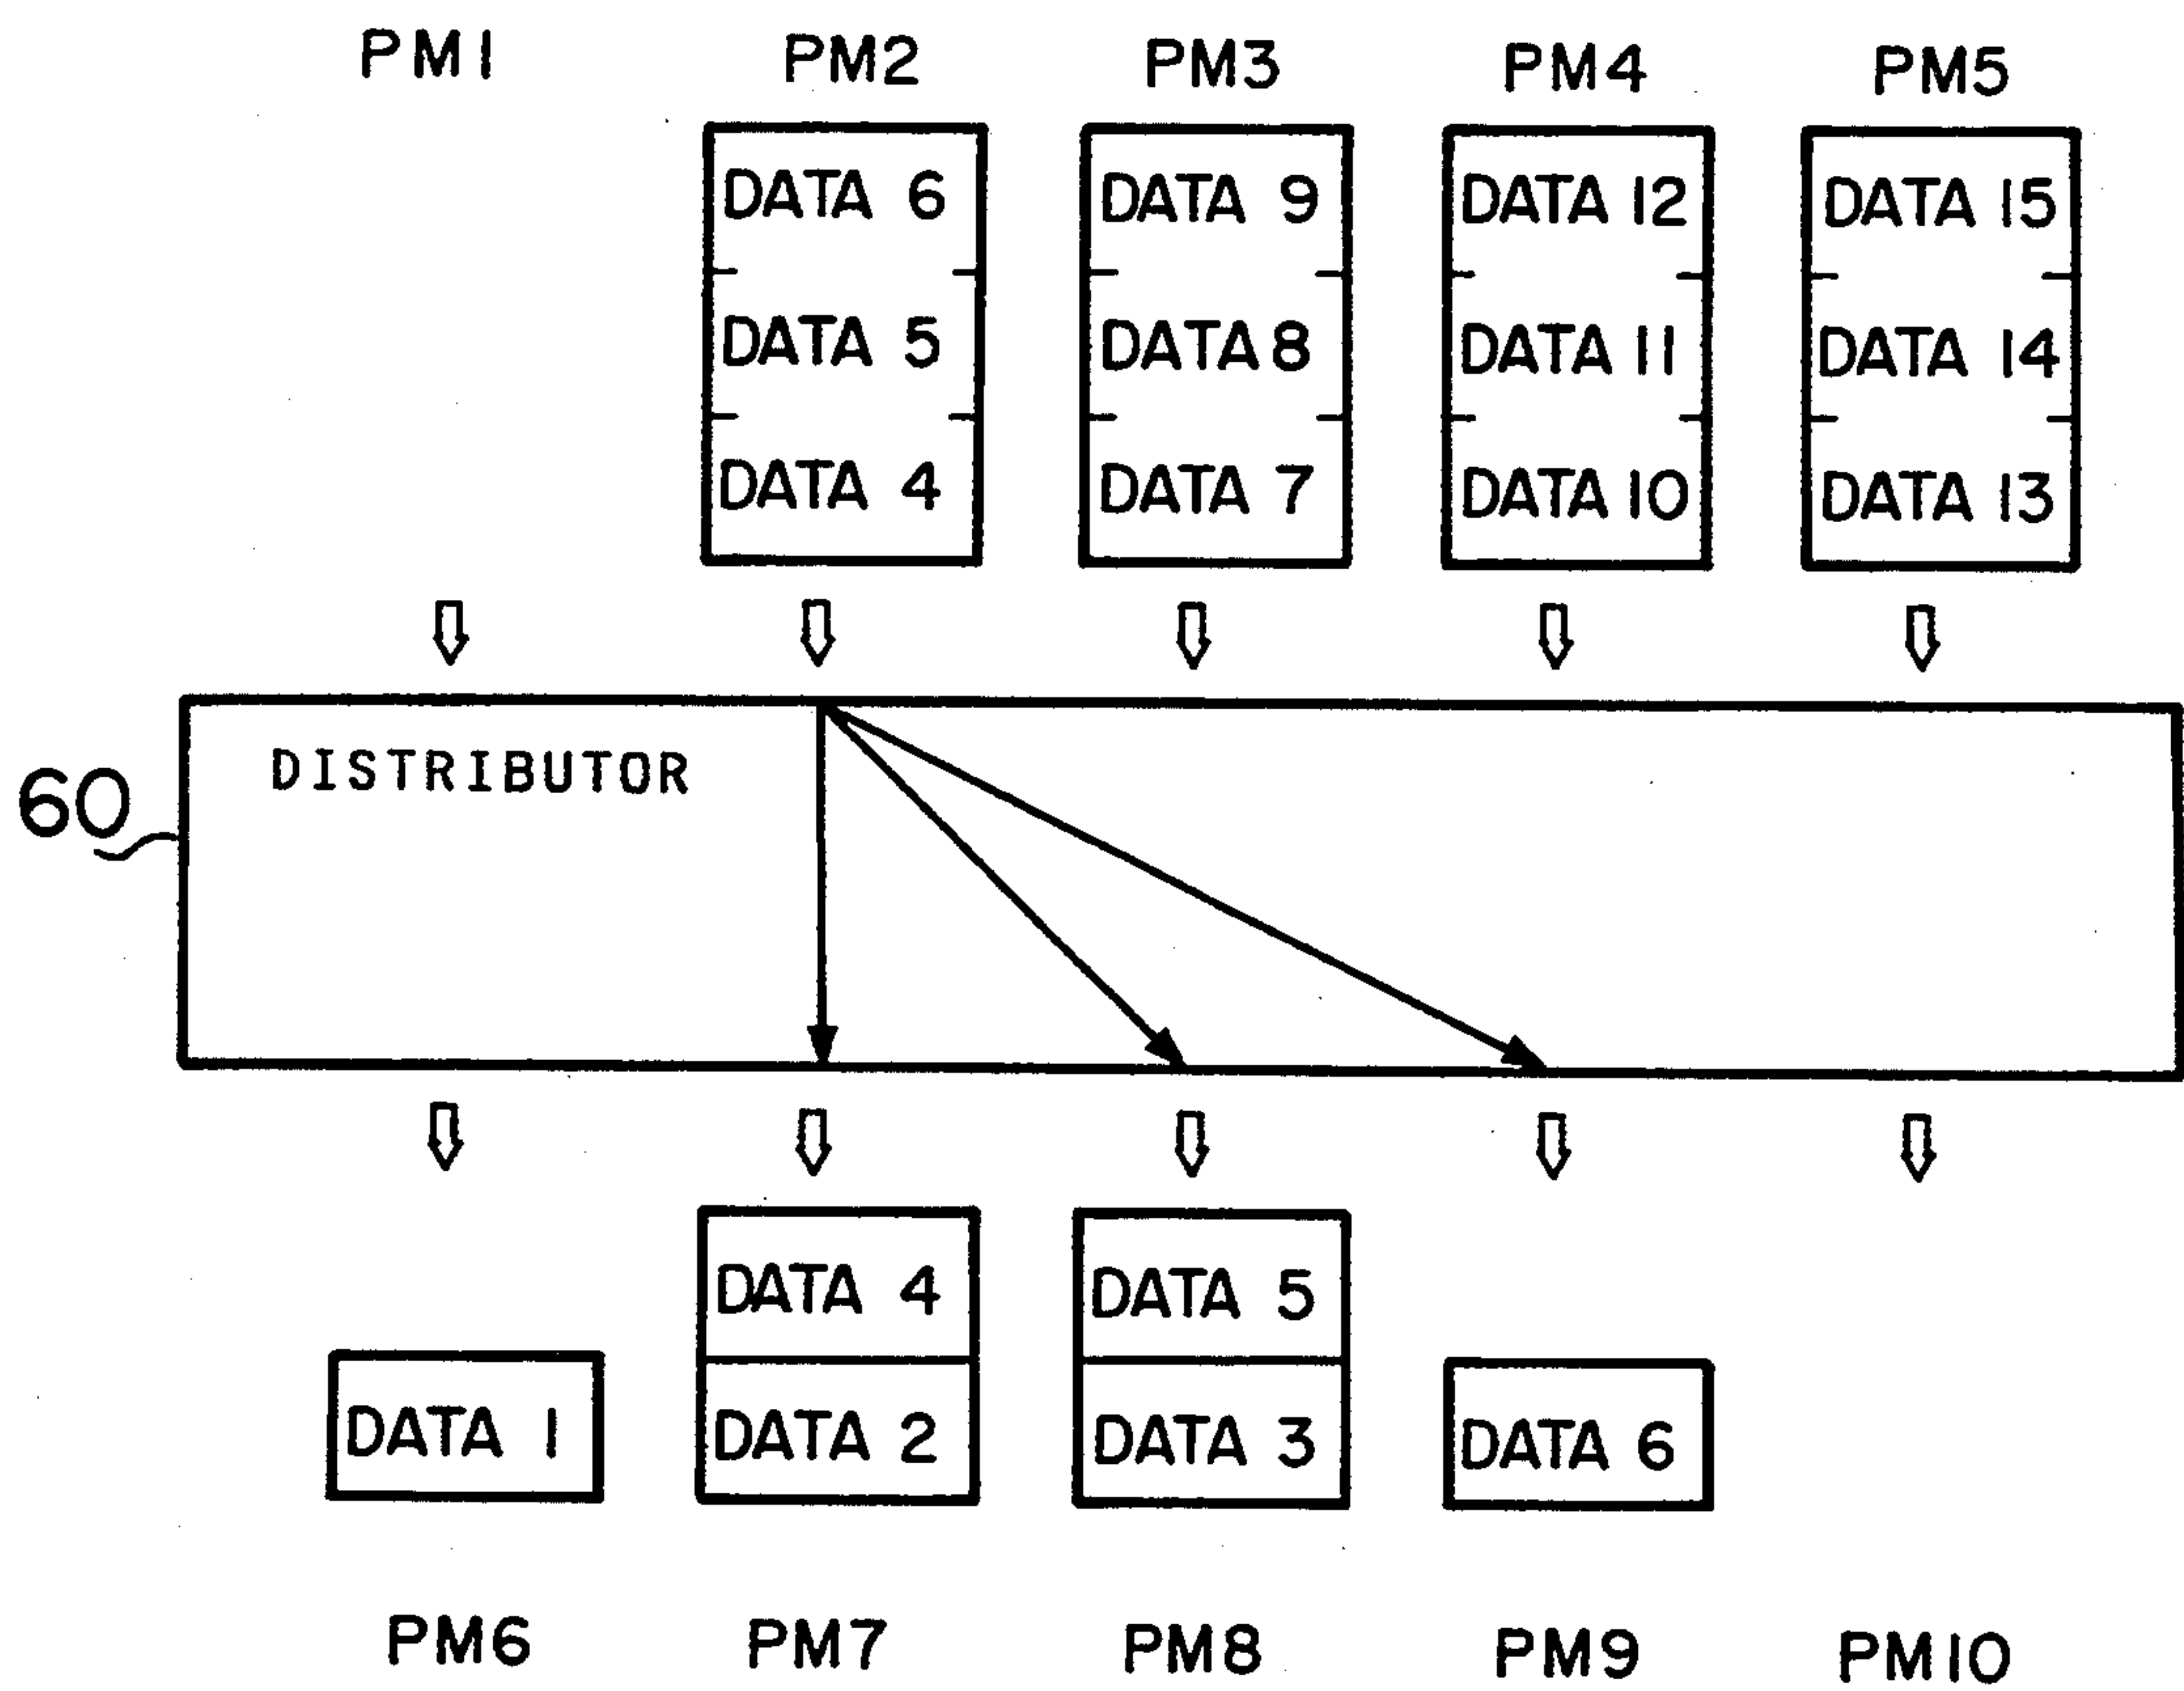 PM1 PM2 PM3 PM4 PM5
DATA 6 DATA 9 DATA 12 DATA 15
DATA 5 DATA 8 DATA 11 DATA 14
DATA 4 DATA 7 DATA 10 DATA 13
DISTRIBUTOR
60
DATA 4 DATA 5
DATA 1 DATA 2 DATA 3 DATA 6
PM6 PM7 PM8 PM9 PM10